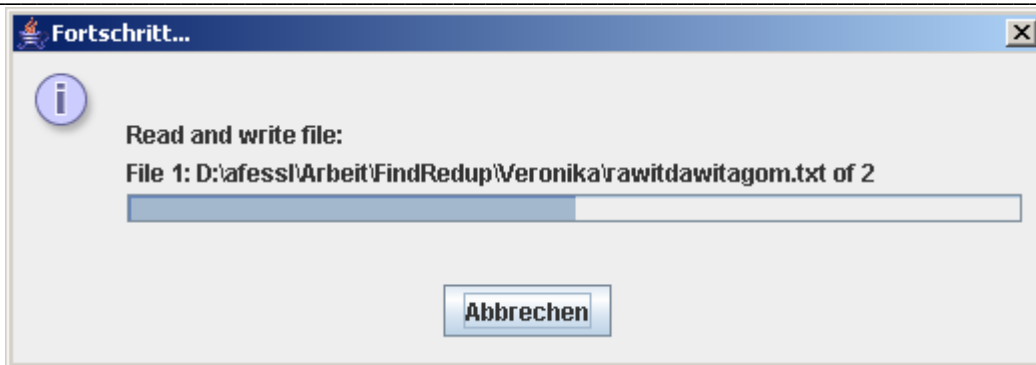 Fortschritt...
i
Read and write file:
File 1: D:\afessl\Arbeit\FindRedup\Veronika\rawitdawitagom.txt of 2
Abbrechen